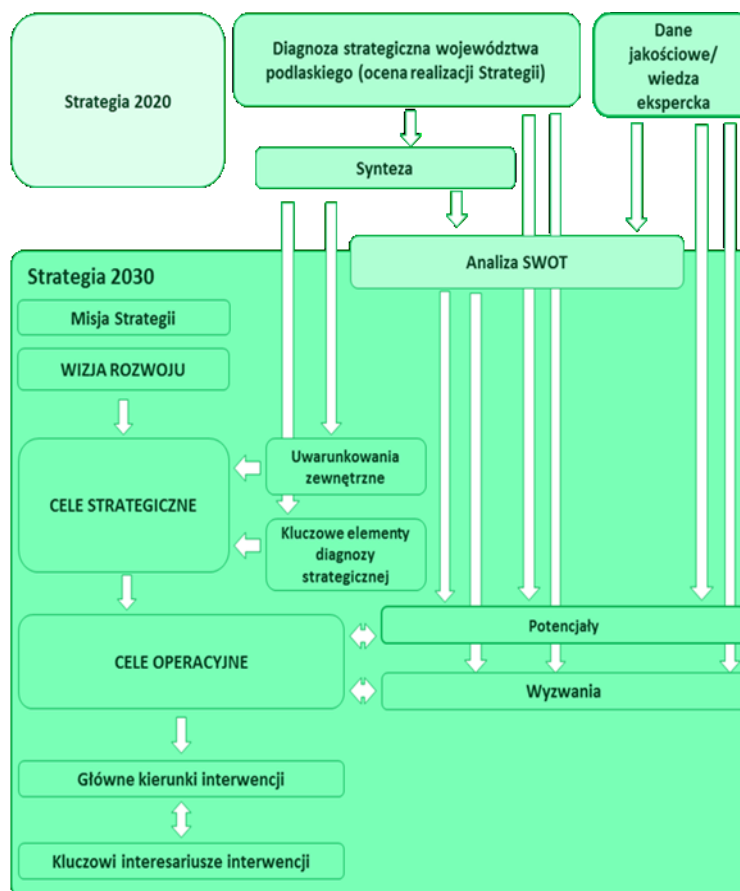 Strategia 2020
Diagnoza strategiczna województwa
podlaskiego (ocena realizacji Strategii)
Dane
jakościowe/
wiedza
ekspercka
Synteza
Analiza SWOT
Strategia 2030
Misja Strategii
WIZJA ROZWOJU
CELE STRATEGICZNE
Uwarunkowania
zewnętrzne
Kluczowe elementy
diagnozy
strategicznej
CELE OPERACYJNE
Potencjały
Wyzwania
Główne kierunki interwencji
Kluczowi interesariusze interwencji